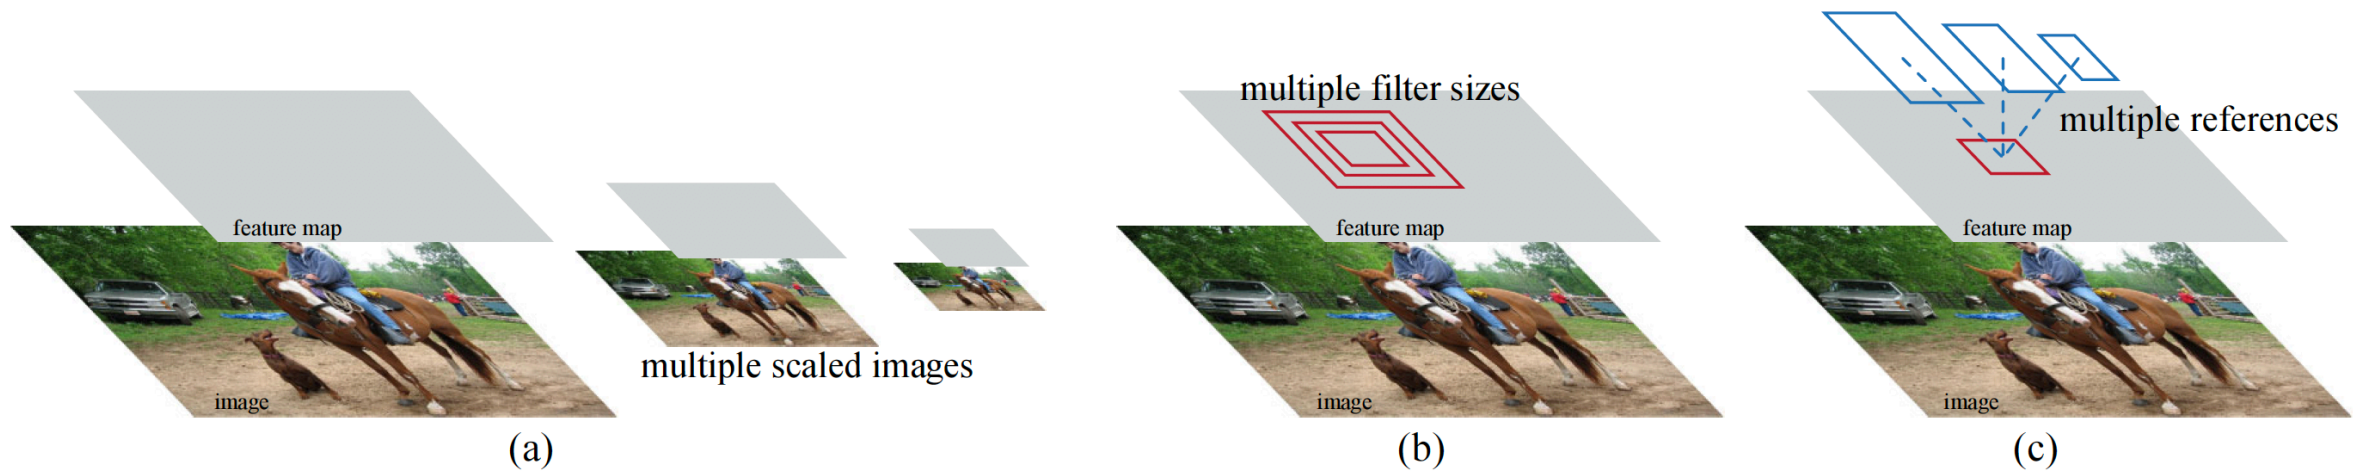 feature map
image
multiple scaled images
(a)
multiple filter sizes
feature map
image
(b)
multiple references
feature map
image
(c)